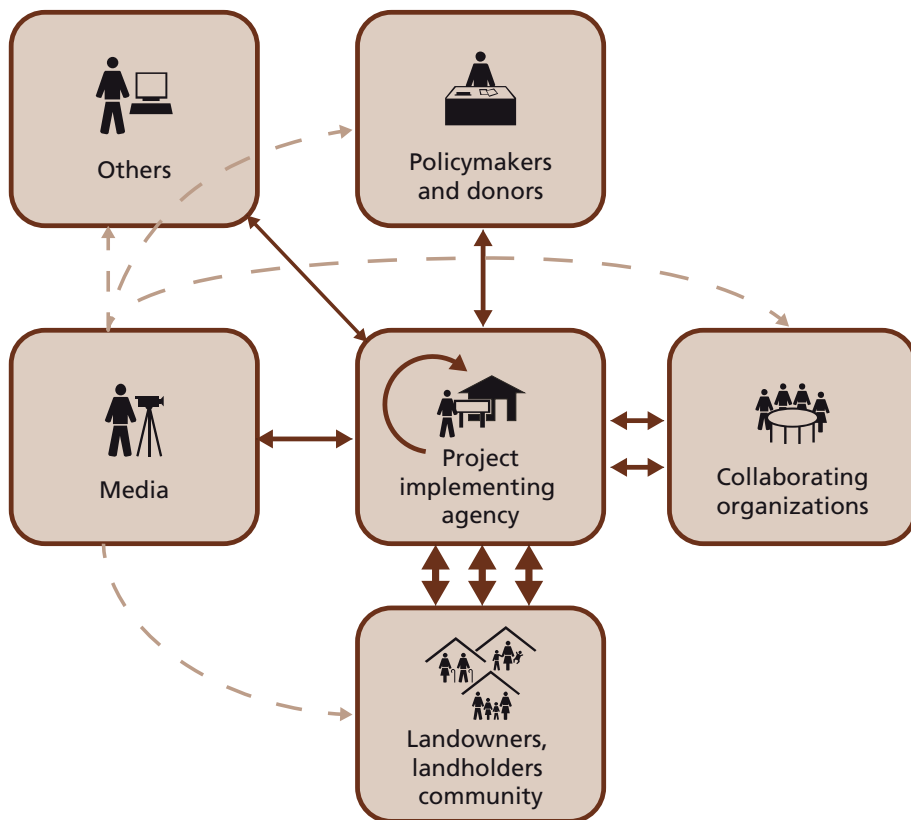 Others
Policymakers
and donors
Media
Project
implementing
agency
Collaborating
organizations
Landowners,
landholders
community